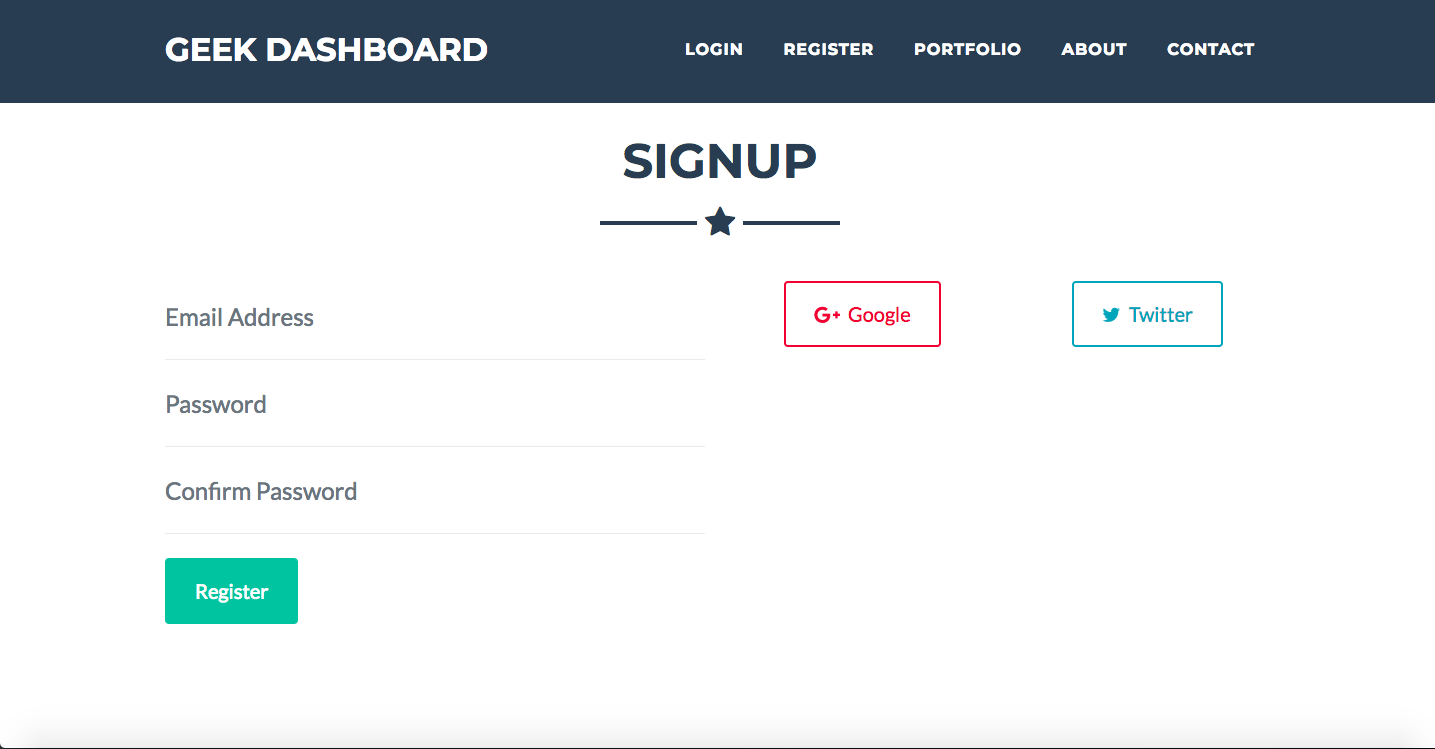 GEEK DASHBOARD LOGIN REGISTER PORTFOLIO ABOUT CONTACT
SIGNUP
Email Address
Password
Confirm Password
Register
G+ Google
Twitter